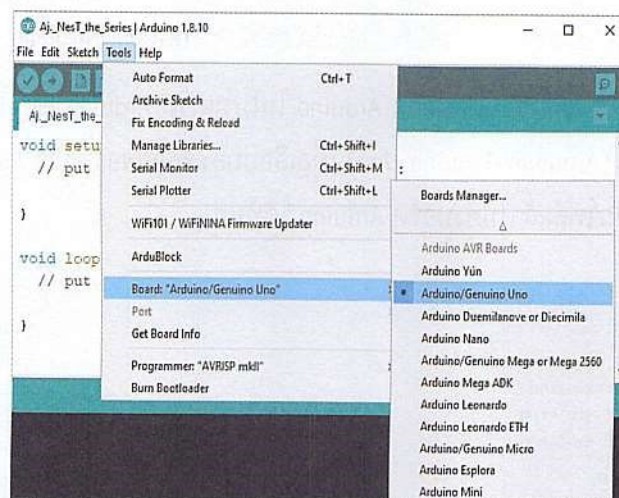 Aj._NesT_the_Series | Arduino 1.8.10
File Edit Sketch Tools Help
Aj._NesT_the_
void setu
// put
}
void loop
// put
}
Auto Format Ctrl+T
Archive Sketch
Fix Encoding & Reload
Manage Libraries... Ctrl+Shift+I
Serial Monitor Ctrl+Shift+M
Serial Plotter Ctrl+Shift+L
WiFi101 / WiFiNINA Firmware Updater
ArduBlock
Board: "Arduino/Genuino Uno"
Port
Get Board Info
Programmer: "AVRISP mkII"
Burn Bootloader
:
Boards Manager...
Arduino AVR Boards
Arduino Yún
Arduino/Genuino Uno
Arduino Duemilanove or Diecimila
Arduino Nano
Arduino/Genuino Mega or Mega 2560
Arduino Mega ADK
Arduino Leonardo
Arduino Leonardo ETH
Arduino/Genuino Micro
Arduino Esplora
Arduino Mini